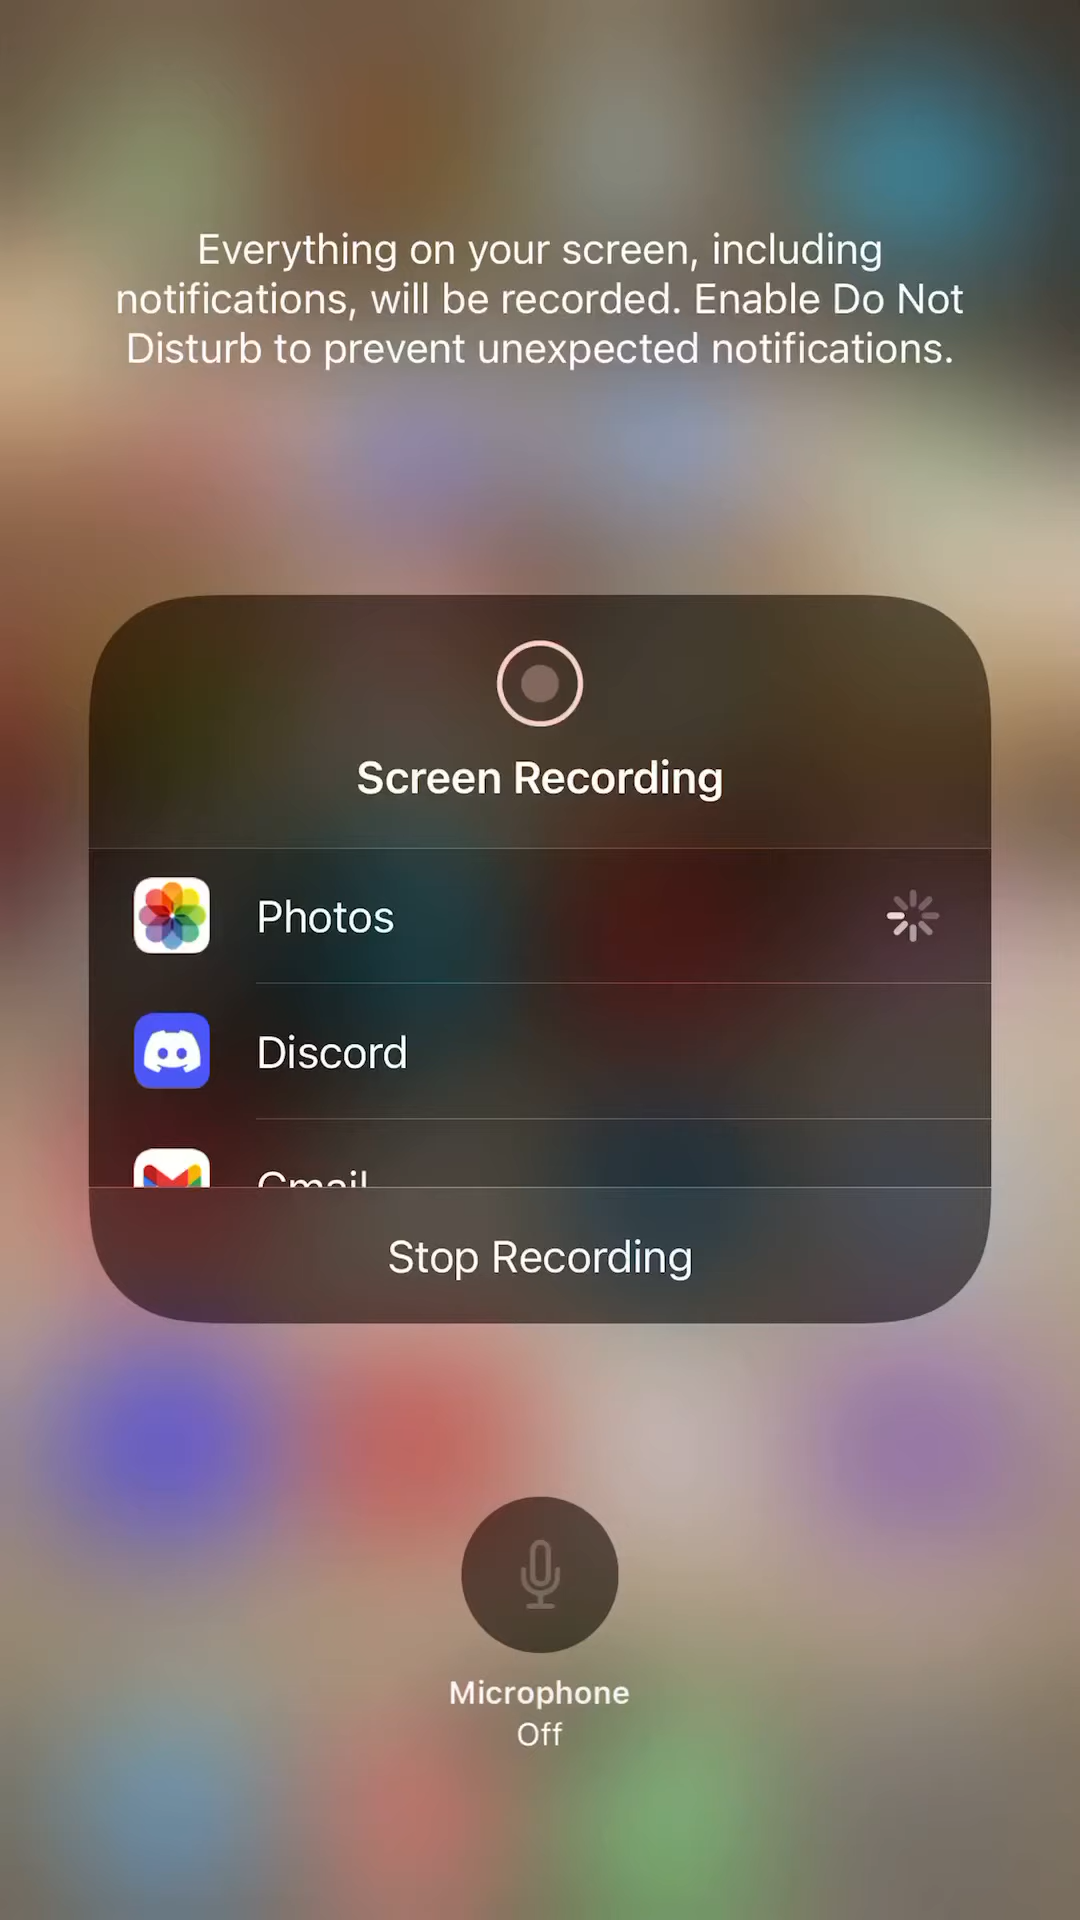 Everything on your screen, including
notifications, will be recorded. Enable Do Not
Disturb to prevent unexpected notifications.
Screen Recording
Photos
Discord
Gmail
Stop Recording
Microphone
Off